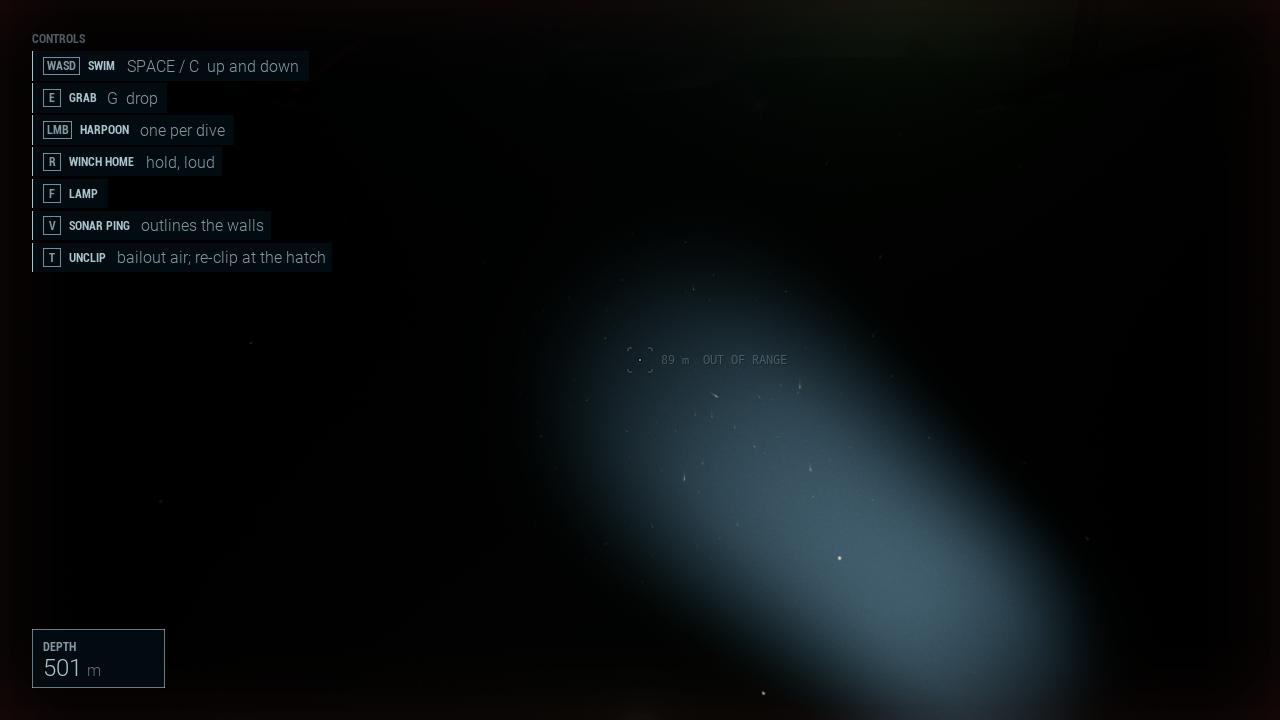 CONTROLS
WASD SWIM SPACE / C up and down
E GRAB G drop
LMB HARPOON one per dive
R WINCH HOME hold, loud
F LAMP
V SONAR PING outlines the walls
T UNCLIP bailout air; re-clip at the hatch
89 m OUT OF RANGE
DEPTH
501 m